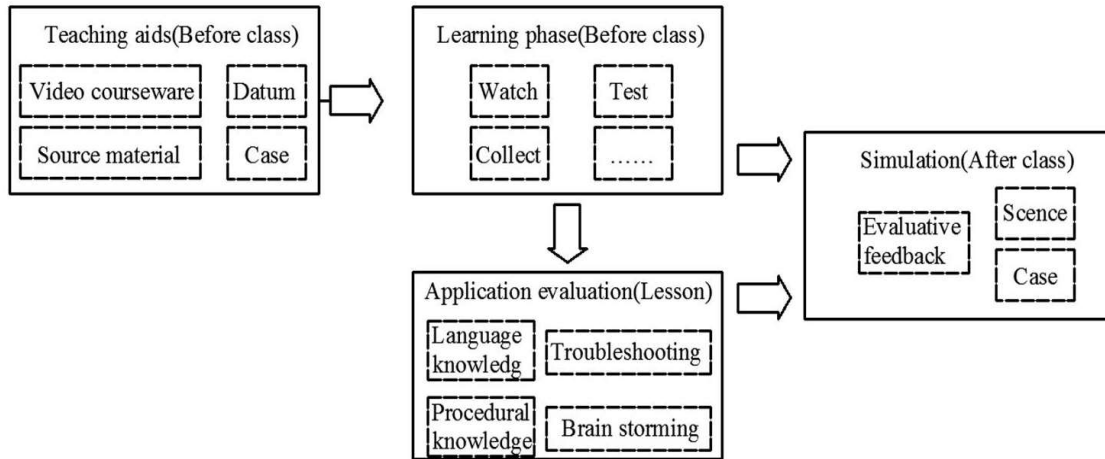 Teaching aids(Before class)
Video courseware
Datum
Source material
Case
Learning phase(Before class)
Watch
Test
Collect
......
Application evaluation(Lesson)
Language
knowledg
Troubleshooting
Procedural
knowledge
Brain storming
Simulation(After class)
Evaluative
feedback
Scence
Case